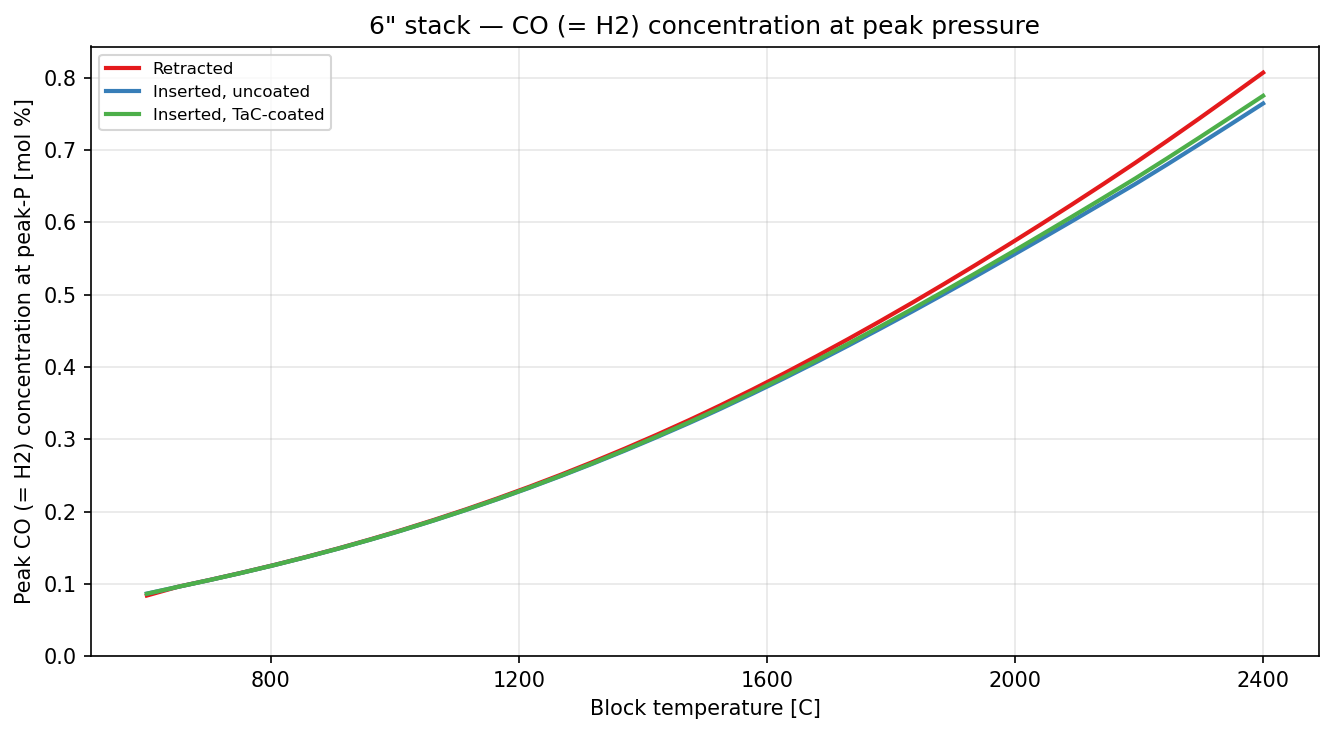 6" stack — CO (= H2) concentration at peak pressure
Retracted
Inserted, uncoated
Inserted, TaC-coated
Peak CO (= H2) concentration at peak-P [mol %]
0.8
0.7
0.6
0.5
0.4
0.3
0.2
0.1
0.0
800 1200 1600 2000 2400
Block temperature [C]